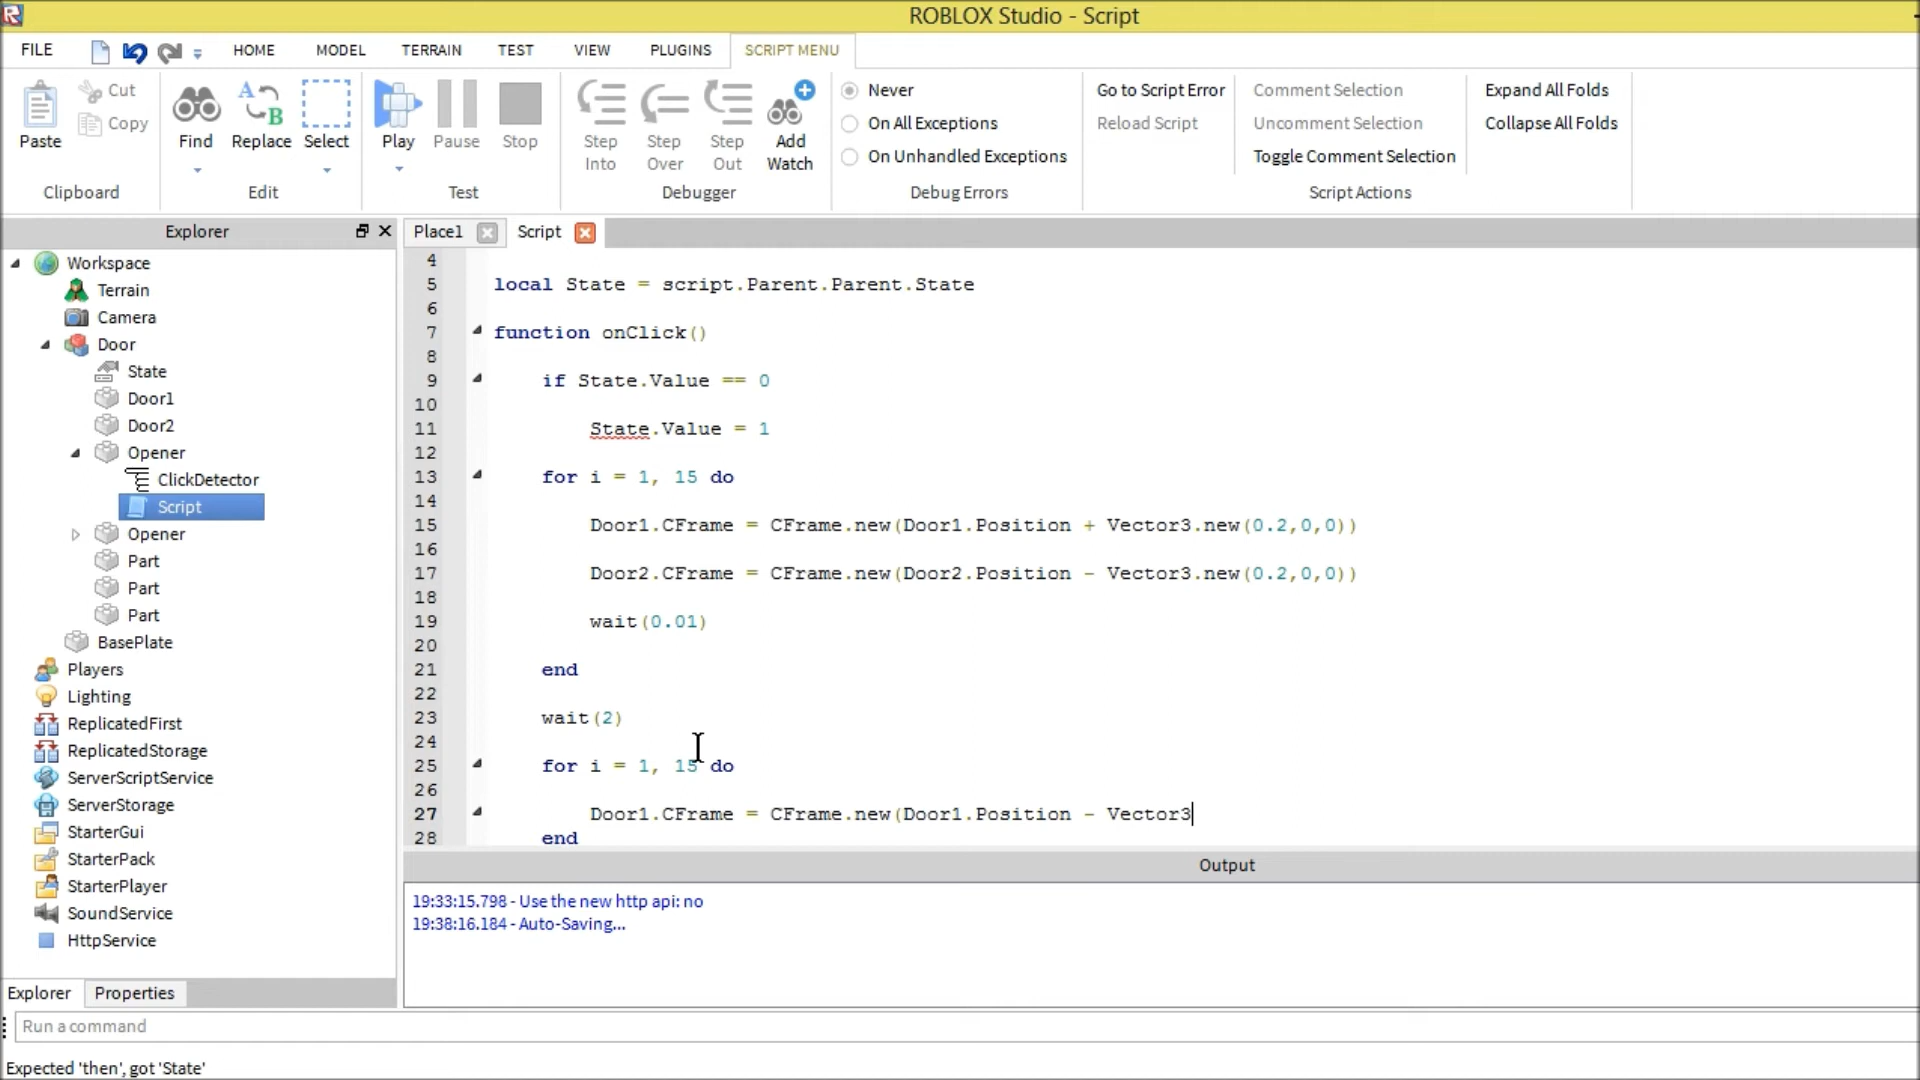 ROBLOX Studio - Script
FILE HOME MODEL TERRAIN TEST VIEW PLUGINS SCRIPT MENU
Paste Cut Copy Find Replace Select Play Pause Stop Step Into Step Over Step Out Add Watch
Never
On All Exceptions
On Unhandled Exceptions
Go to Script Error
Reload Script
Comment Selection
Uncomment Selection
Toggle Comment Selection
Expand All Folds
Collapse All Folds
Clipboard Edit Test Debugger Debug Errors Script Actions
Explorer
Workspace
Terrain
Camera
Door
State
Door1
Door2
Opener
ClickDetector
Script
Opener
Part
Part
Part
BasePlate
Players
Lighting
ReplicatedFirst
ReplicatedStorage
ServerScriptService
ServerStorage
StarterGui
StarterPack
StarterPlayer
SoundService
HttpService
Explorer Properties
Place1 Script
4
5 local State = script.Parent.Parent.State
6
7 function onClick()
8
9 if State.Value == 0
10
11 State.Value = 1
12
13 for i = 1, 15 do
14
15 Door1.CFrame = CFrame.new(Door1.Position + Vector3.new(0.2,0,0))
16
17 Door2.CFrame = CFrame.new(Door2.Position - Vector3.new(0.2,0,0))
18
19 wait(0.01)
20
21 end
22
23 wait(2)
24
25 for i = 1, 15 do
26
27 Door1.CFrame = CFrame.new(Door1.Position - Vector3
28 end
Output
19:33:15.798 - Use the new http api: no
19:38:16.184 - Auto-Saving...
Run a command
Expected 'then', got 'State'